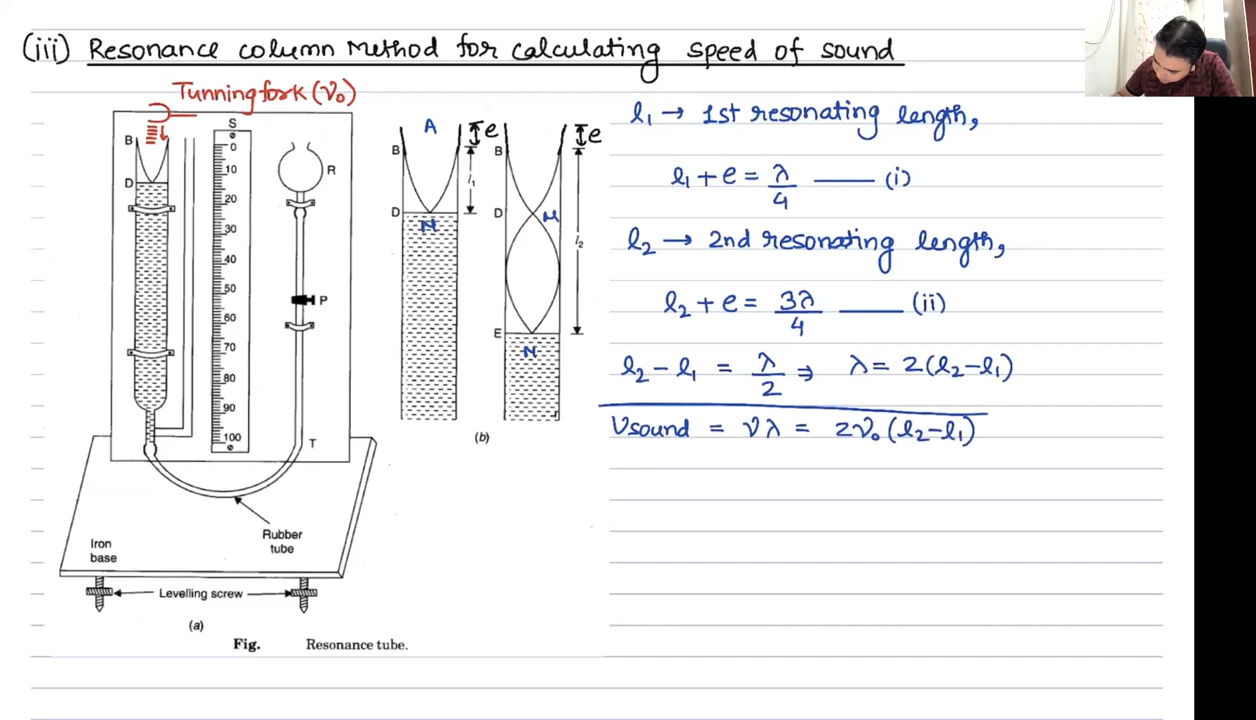 (iii) Resonance column Method for calculating speed of sound
Tunning fork (ν₀)
S
0
10
20
30
40
50
60
70
80
90
100
B
D
R
P
T
Rubber
tube
Iron
base
Levelling screw
(a)
Fig. Resonance tube.
A
e
B
l₁
D
N
e
B
D
N
l₂
E
N
(b)
l₁ → 1st resonating length,
l₁ + e = λ/4 —— (i)
l₂ → 2nd resonating length,
l₂ + e = 3λ/4 —— (ii)
l₂ - l₁ = λ/2 ⇒ λ = 2(l₂-l₁)
Vsound = νλ = 2ν₀(l₂-l₁)